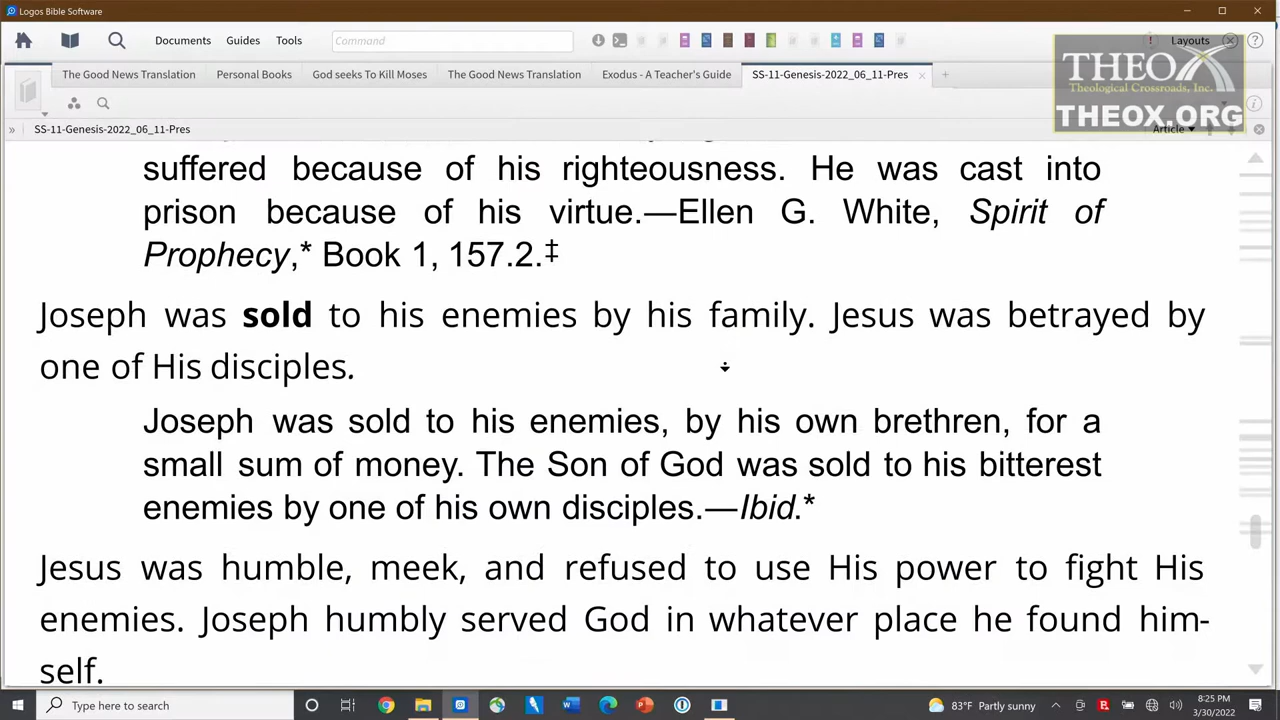 Logos Bible Software
Documents Guides Tools Command Layouts
THEOX
Theological Crossroads, Inc.
THEOX.ORG
The Good News Translation Personal Books God seeks To Kill Moses The Good News Translation Exodus - A Teacher's Guide SS-11-Genesis-2022_06_11-Pres
SS-11-Genesis-2022_06_11-Pres Article
suffered because of his righteousness. He was cast into
prison because of his virtue.—Ellen G. White, Spirit of
Prophecy,* Book 1, 157.2.‡
Joseph was sold to his enemies by his family. Jesus was betrayed by
one of His disciples.
Joseph was sold to his enemies, by his own brethren, for a
small sum of money. The Son of God was sold to his bitterest
enemies by one of his own disciples.—Ibid.*
Jesus was humble, meek, and refused to use His power to fight His
enemies. Joseph humbly served God in whatever place he found him-
self.
Type here to search 83°F Partly sunny 8:25 PM
3/30/2022